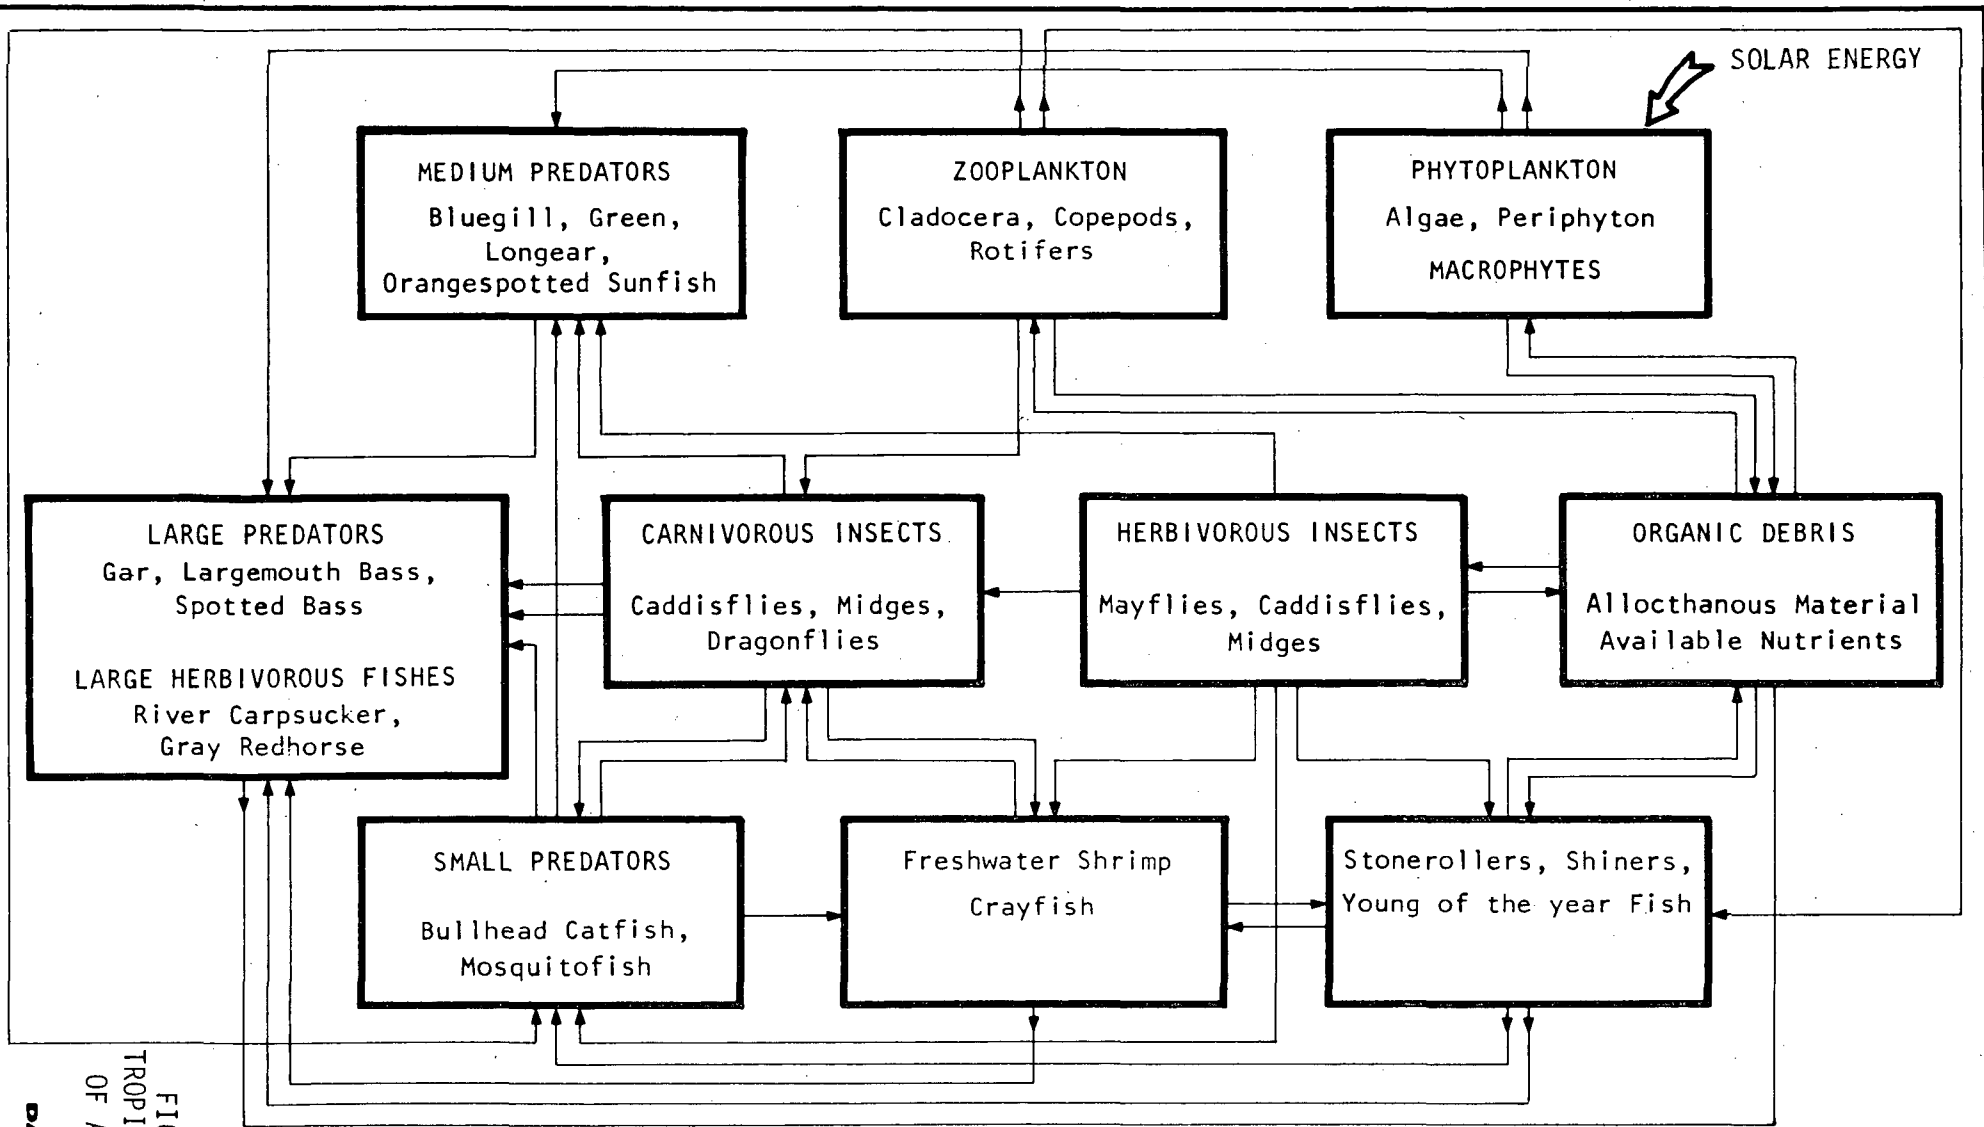 SOLAR ENERGY
MEDIUM PREDATORS
Bluegill, Green,
Longear,
Orangespotted Sunfish
ZOOPLANKTON
Cladocera, Copepods,
Rotifers
PHYTOPLANKTON
Algae, Periphyton
MACROPHYTES
LARGE PREDATORS
Gar, Largemouth Bass,
Spotted Bass
LARGE HERBIVOROUS FISHES
River Carpsucker,
Gray Redhorse
CARNIVOROUS INSECTS
Caddisflies, Midges,
Dragonflies
HERBIVOROUS INSECTS
Mayflies, Caddisflies,
Midges
ORGANIC DEBRIS
Allocthanous Material
Available Nutrients
SMALL PREDATORS
Bullhead Catfish,
Mosquitofish
Freshwater Shrimp
Crayfish
Stonerollers, Shiners,
Young of the year Fish
OF